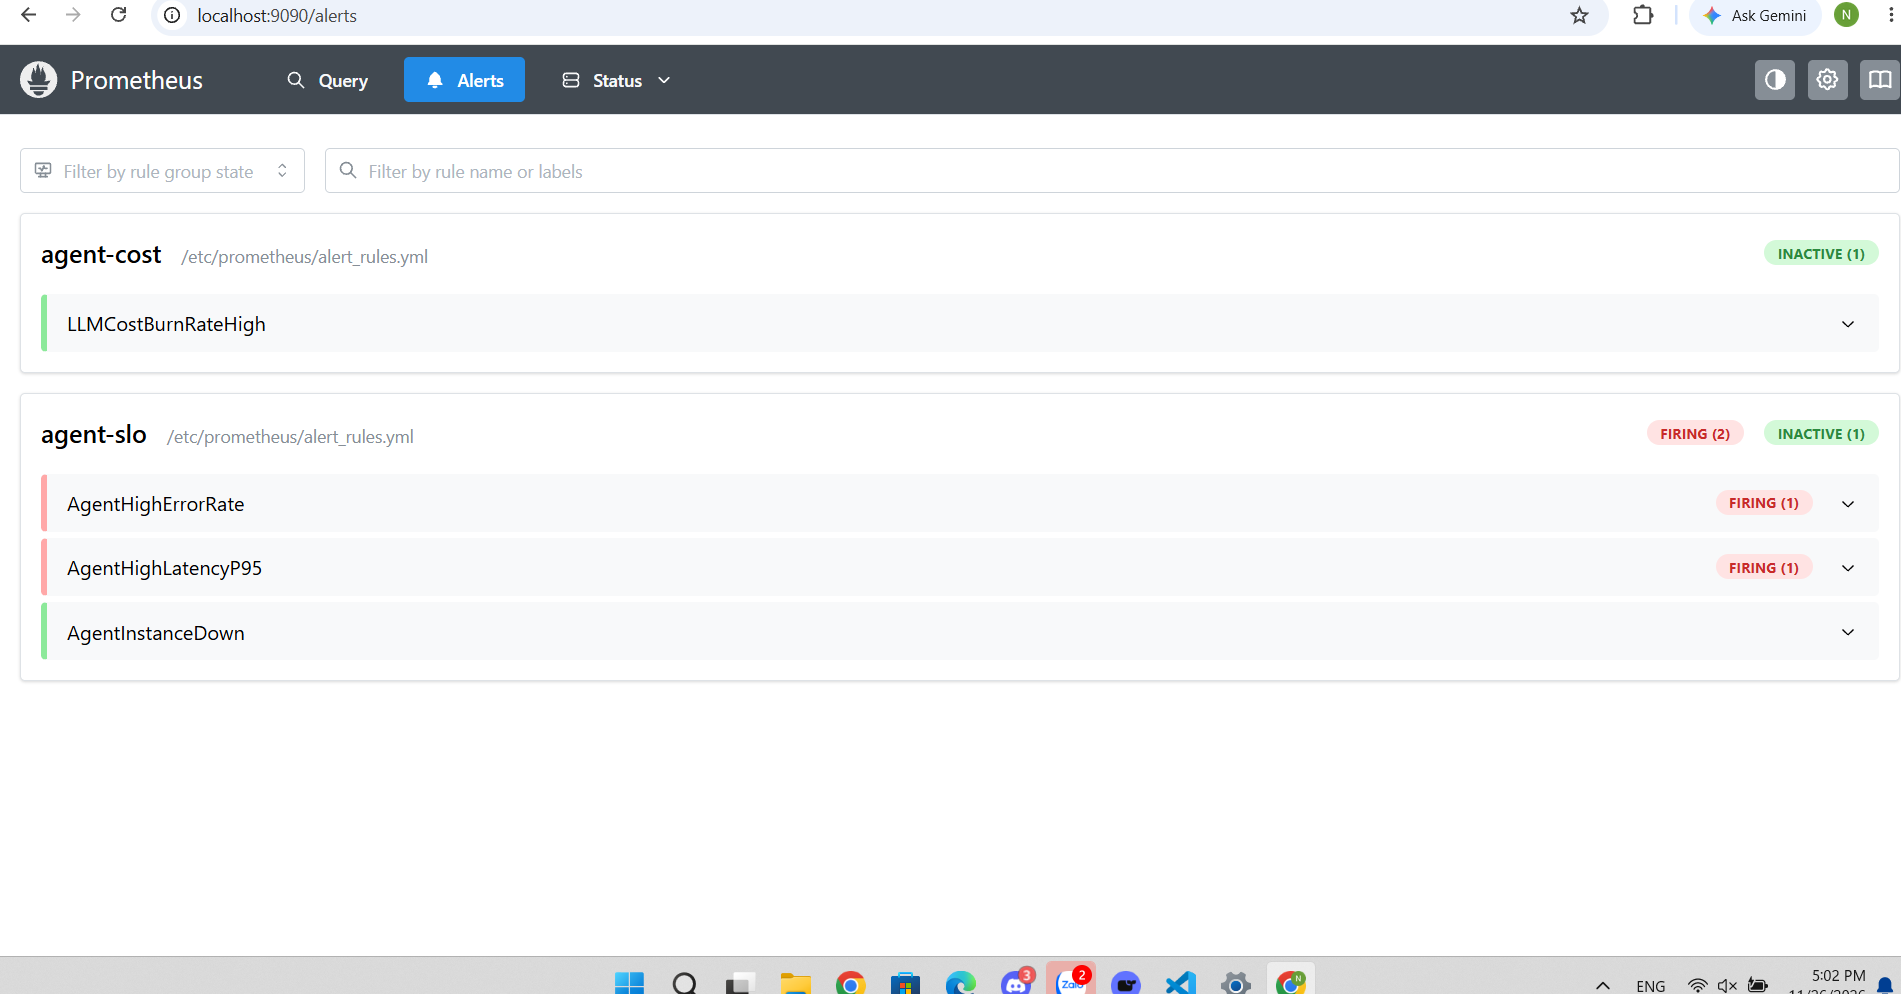 localhost:9090/alerts
Ask Gemini
N
Prometheus
Query
Alerts
Status
Filter by rule group state
Filter by rule name or labels
agent-cost /etc/prometheus/alert_rules.yml
INACTIVE (1)
LLMCostBurnRateHigh
agent-slo /etc/prometheus/alert_rules.yml
FIRING (2)
INACTIVE (1)
AgentHighErrorRate
FIRING (1)
AgentHighLatencyP95
FIRING (1)
AgentInstanceDown
3
Zalo
2
N
ENG
5:02 PM